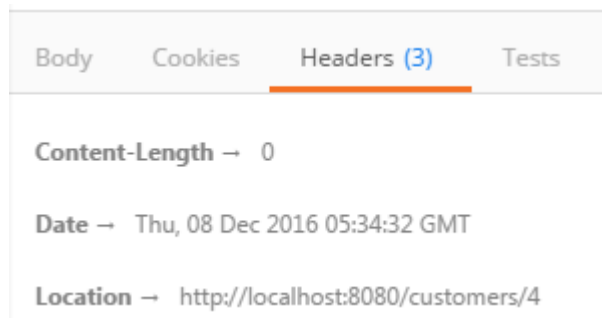 Body Cookies Headers (3) Tests
Content-Length → 0
Date → Thu, 08 Dec 2016 05:34:32 GMT
Location → http://localhost:8080/customers/4